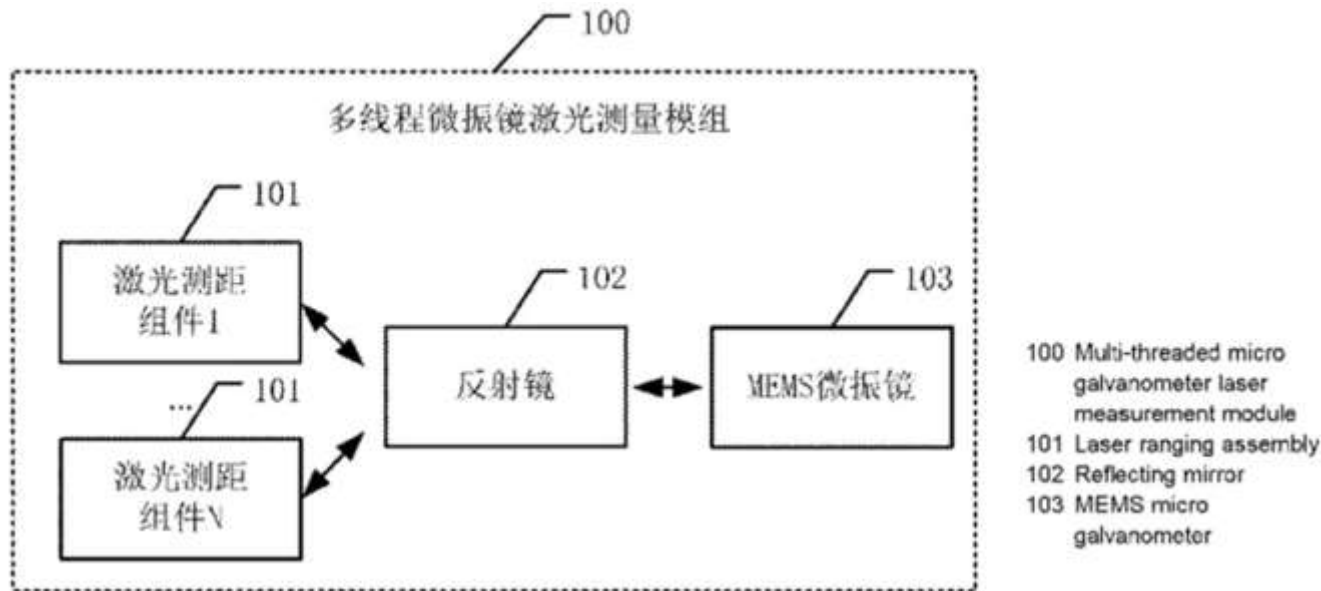 100
多线程微振镜激光测量模组
101
激光测距
组件1
102
反射镜
103
MEMS微振镜
...
101
激光测距
组件N
100 Multi-threaded micro
galvanometer laser
measurement module
101 Laser ranging assembly
102 Reflecting mirror
103 MEMS micro
galvanometer